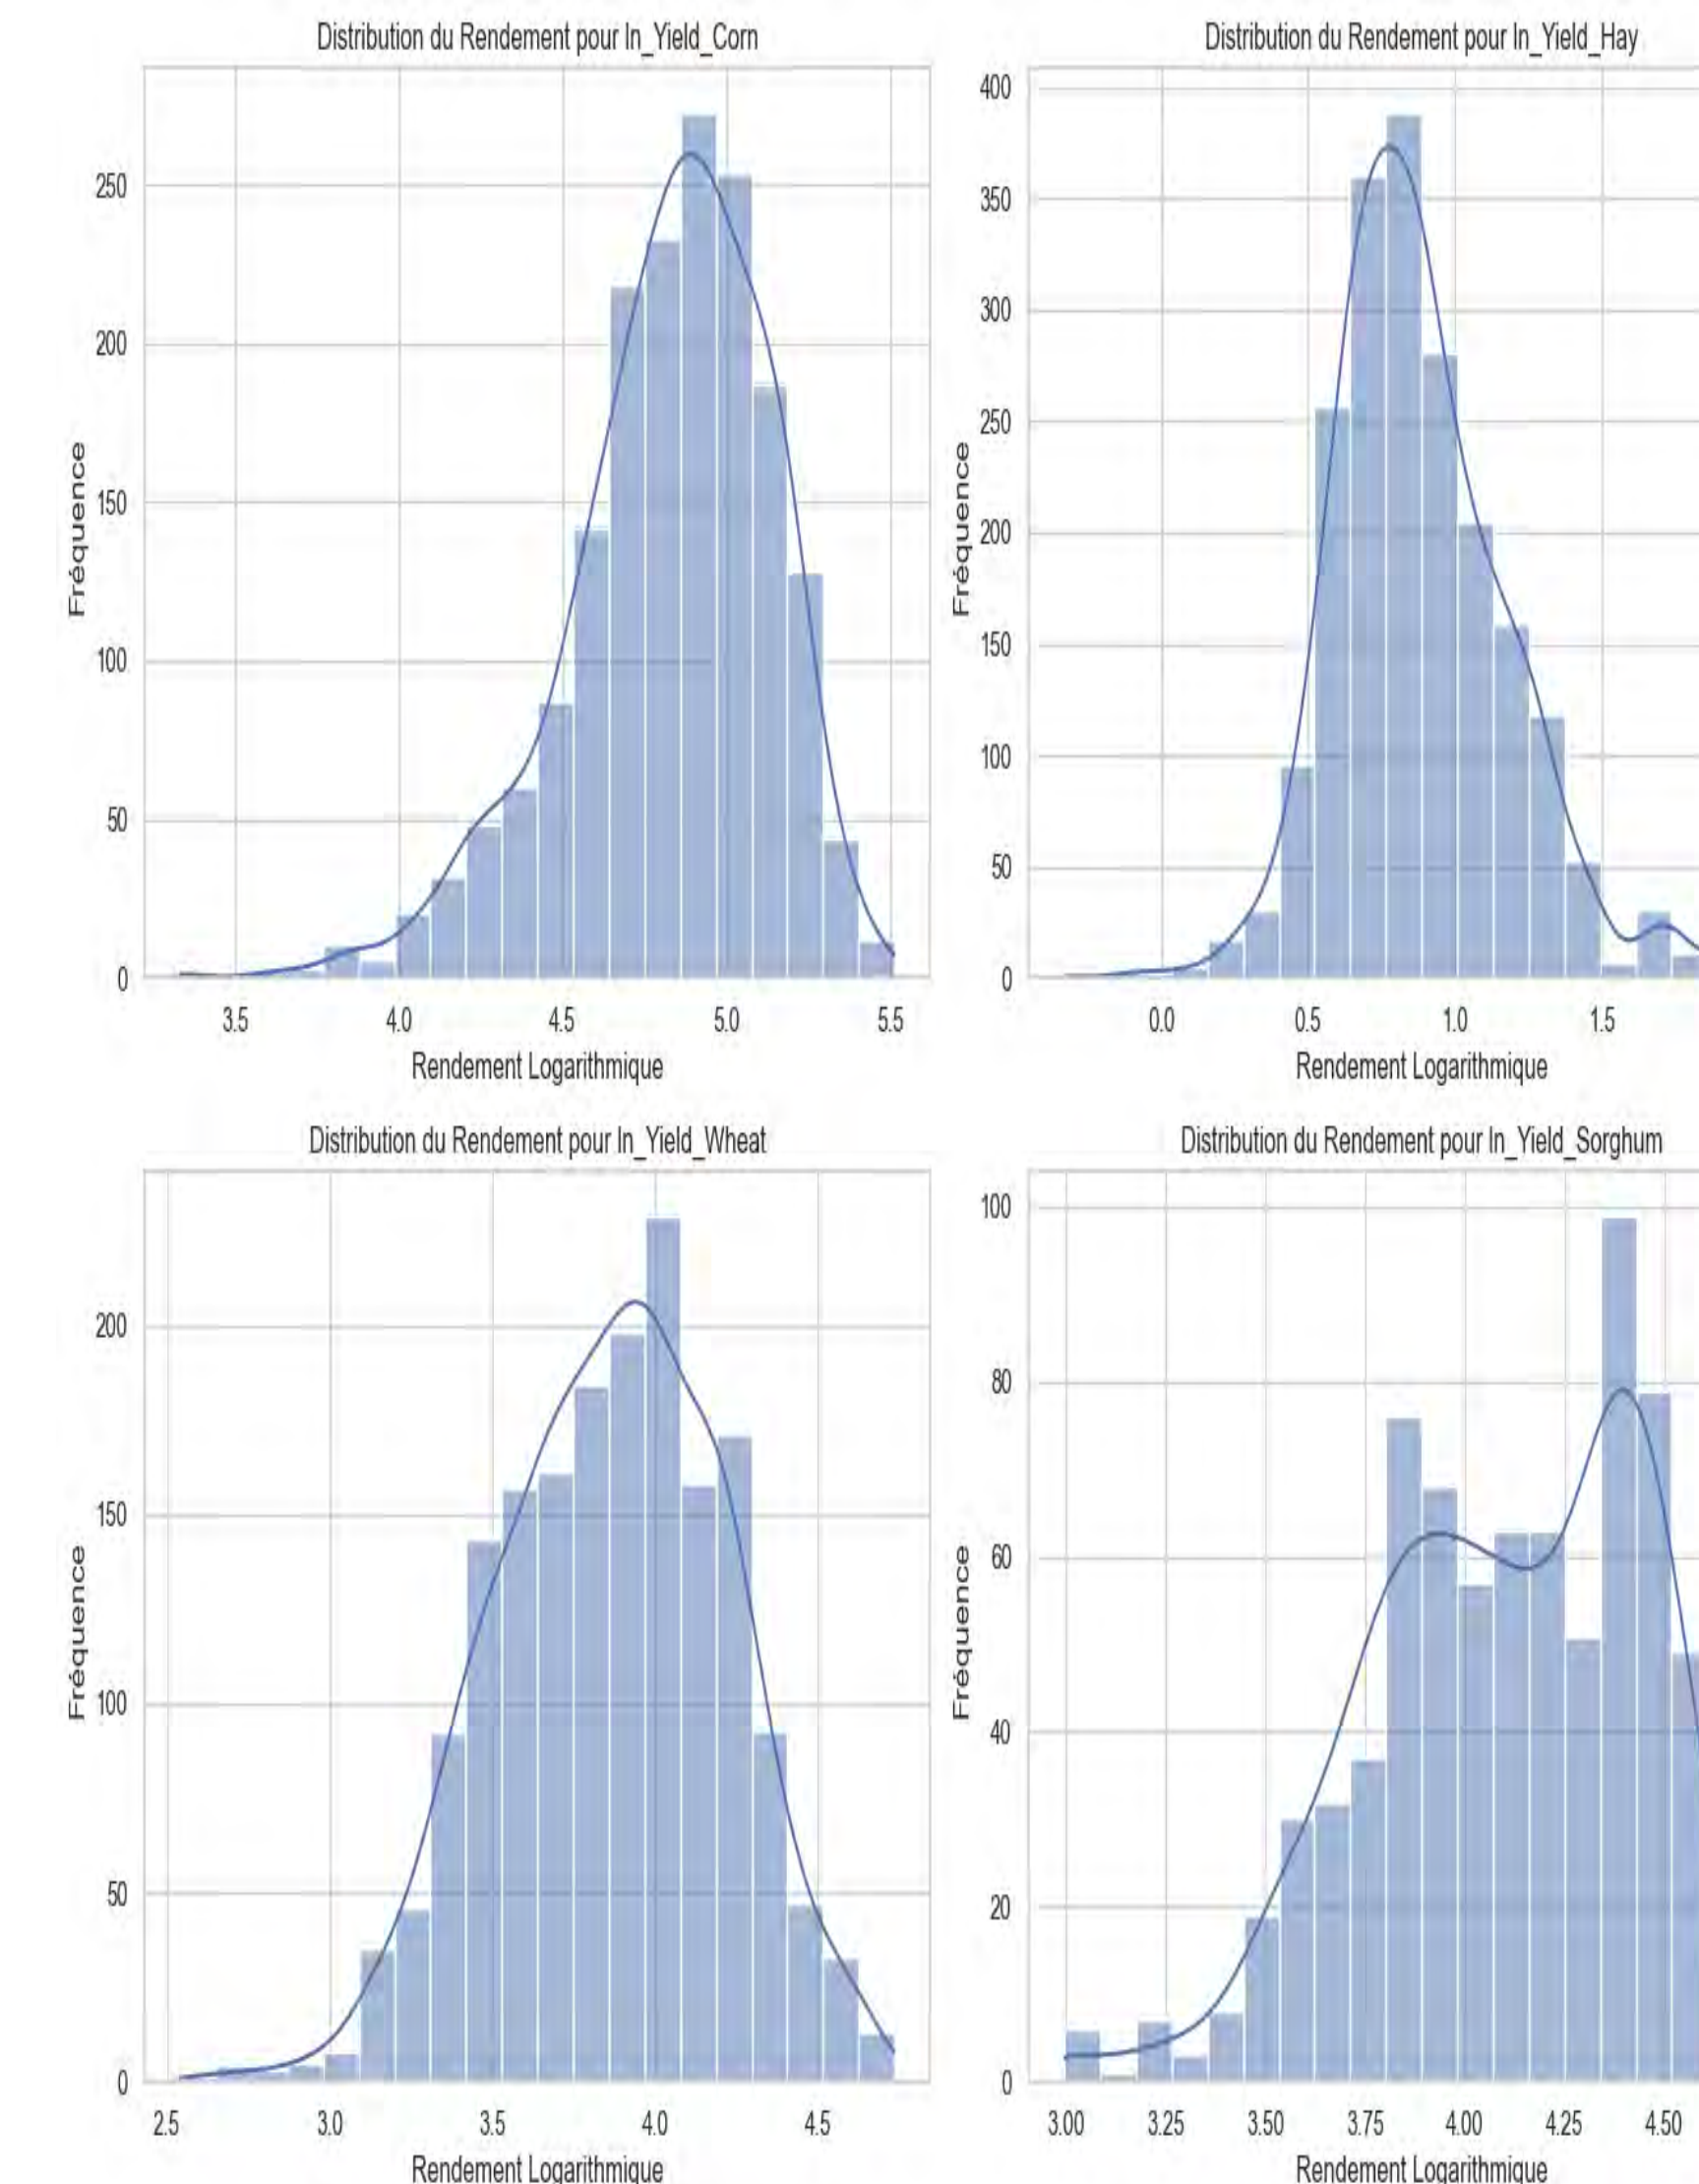 Distribution du Rendement pour ln_Yield_Corn
250
200
150
100
50
0
Fréquence
3.5 4.0 4.5 5.0 5.5
Rendement Logarithmique
Distribution du Rendement pour ln_Yield_Hay
400
350
300
250
200
150
100
50
0
Fréquence
0.0 0.5 1.0 1.5
Rendement Logarithmique
Distribution du Rendement pour ln_Yield_Wheat
200
150
100
50
0
Fréquence
2.5 3.0 3.5 4.0 4.5
Rendement Logarithmique
Distribution du Rendement pour ln_Yield_Sorghum
100
80
60
40
20
0
Fréquence
3.00 3.25 3.50 3.75 4.00 4.25 4.50
Rendement Logarithmique